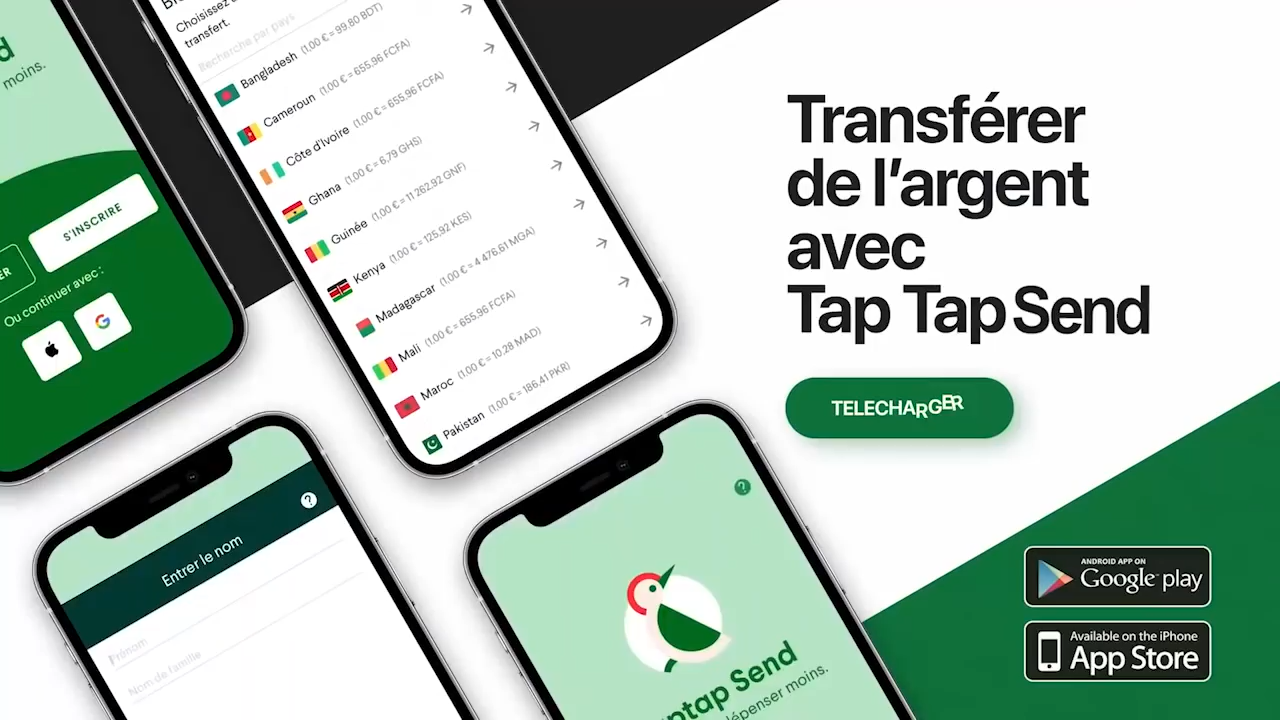 moins.
S'INSCRIRE
Ou continuer avec :
transfert.
Recherche par pays
Bangladesh (1,00 € = 99,80 BDT)
Cameroun (1,00 € = 655,96 FCFA)
Côte d'Ivoire (1,00 € = 655,96 FCFA)
Ghana (1,00 € = 6,79 GHS)
Guinée (1,00 € = 11 262,92 GNF)
Kenya (1,00 € = 125,92 KES)
Madagascar (1,00 € = 4 476,61 MGA)
Mali (1,00 € = 655,96 FCFA)
Maroc (1,00 € = 10,28 MAD)
Pakistan (1,00 € = 186,41 PKR)
Transférer
de l'argent
avec
Tap Tap Send
TELECHARGER
Entrer le nom
Prénom
Nom de famille
ptap Send
dépenser moins.
ANDROID APP ON
Google play
Available on the iPhone
App Store